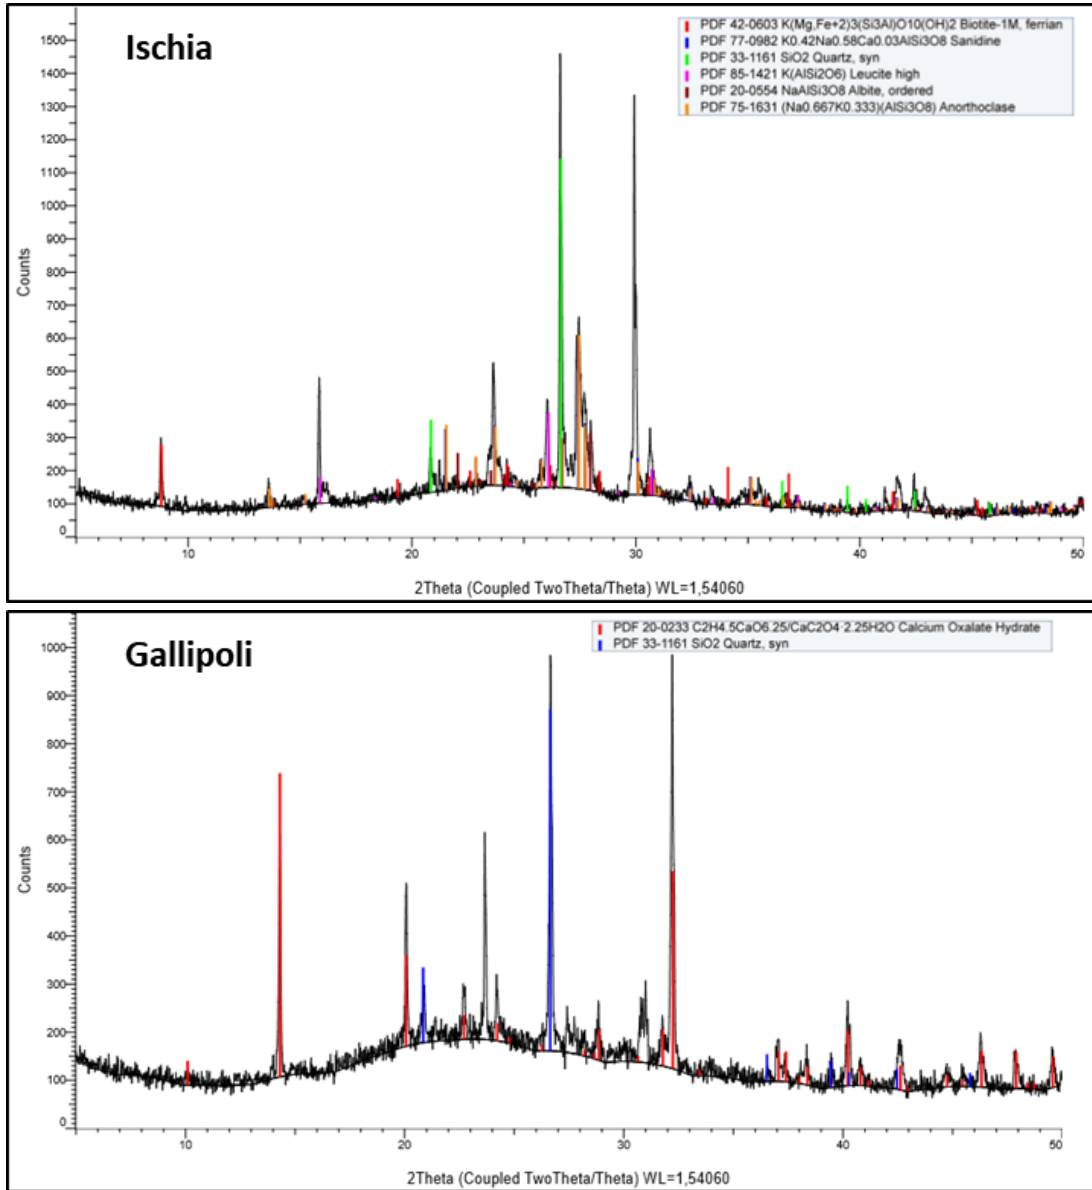 Ischia
PDF 42-0603 K(Mg,Fe+2)3(Si3Al)O10(OH)2 Biotite-1M, ferrian
PDF 77-0982 K0.42Na0.58Ca0.03AlSi3O8 Sanidine
PDF 33-1161 SiO2 Quartz, syn
PDF 85-1421 K(AlSi2O6) Leucite high
PDF 20-0554 NaAlSi3O8 Albite, ordered
PDF 75-1631 (Na0.667K0.333)(AlSi3O8) Anorthoclase
Counts
1500
1400
1300
1200
1100
1000
900
800
700
600
500
400
300
200
100
0
10 20 30 40 50
2Theta (Coupled TwoTheta/Theta) WL=1,54060
Gallipoli
PDF 20-0233 C2H4.5CaO6.25/CaC2O4·2.25H2O Calcium Oxalate Hydrate
PDF 33-1161 SiO2 Quartz, syn
Counts
1000
900
800
700
600
500
400
300
200
100
0
10 20 30 40 50
2Theta (Coupled TwoTheta/Theta) WL=1,54060